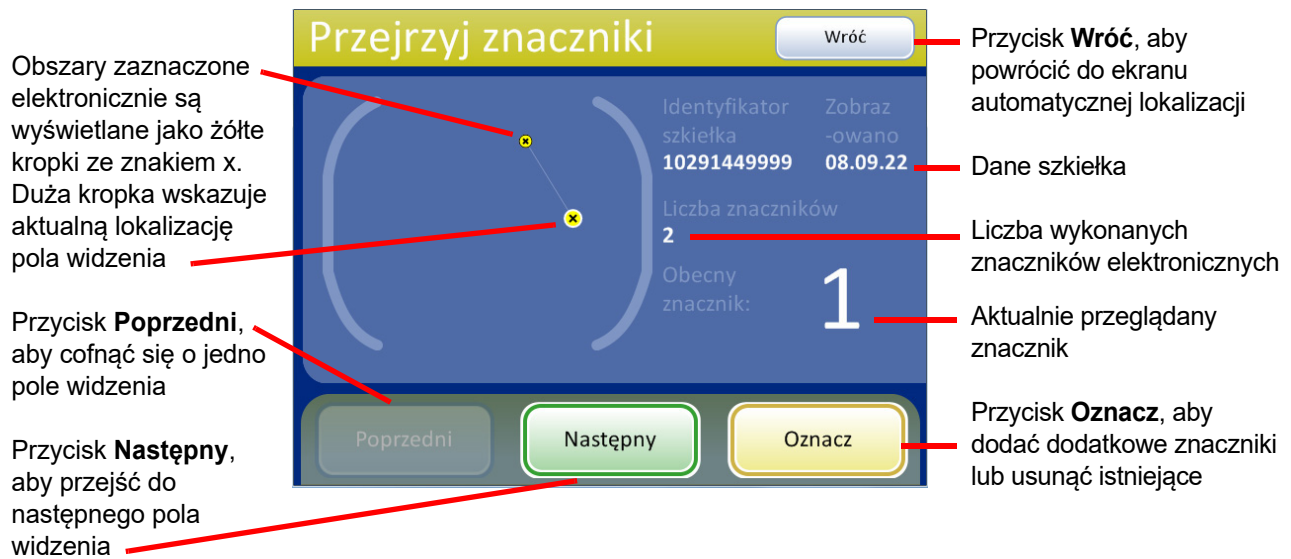 Obszary zaznaczone
elektronicznie są
wyświetlane jako żółte
kropki ze znakiem x.
Duża kropka wskazuje
aktualną lokalizację
pola widzenia
Przycisk Poprzedni,
aby cofnąć się o jedno
pole widzenia
Przycisk Następny,
aby przejść do
następnego pola
widzenia
Przejrzyj znaczniki
Wróć
Identyfikator
szkiełka
10291449999
Zobraz
-owano
08.09.22
Liczba znaczników
2
Obecny
znacznik:
1
Poprzedni
Następny
Oznacz
Przycisk Wróć, aby
powrócić do ekranu
automatycznej lokalizacji
Dane szkiełka
Liczba wykonanych
znaczników elektronicznych
Aktualnie przeglądany
znacznik
Przycisk Oznacz, aby
dodać dodatkowe znaczniki
lub usunąć istniejące